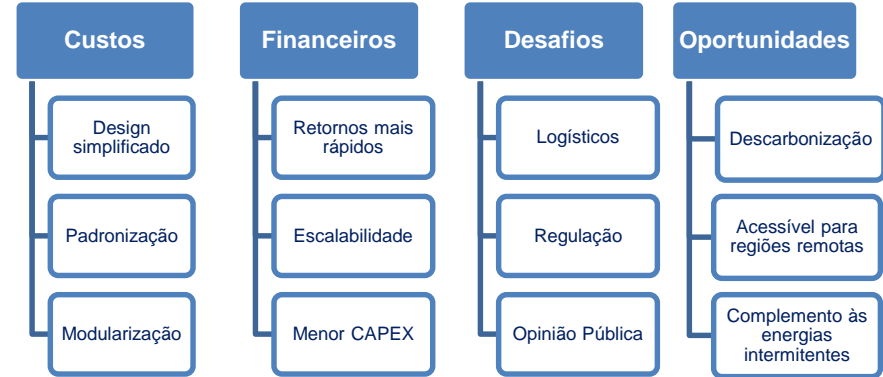 Custos
Design
simplificado
Padronização
Modularização
Financeiros
Retornos mais
rápidos
Escalabilidade
Menor CAPEX
Desafios
Logísticos
Regulação
Opinião Pública
Oportunidades
Descarbonização
Acessível para
regiões remotas
Complemento às
energias
intermitentes